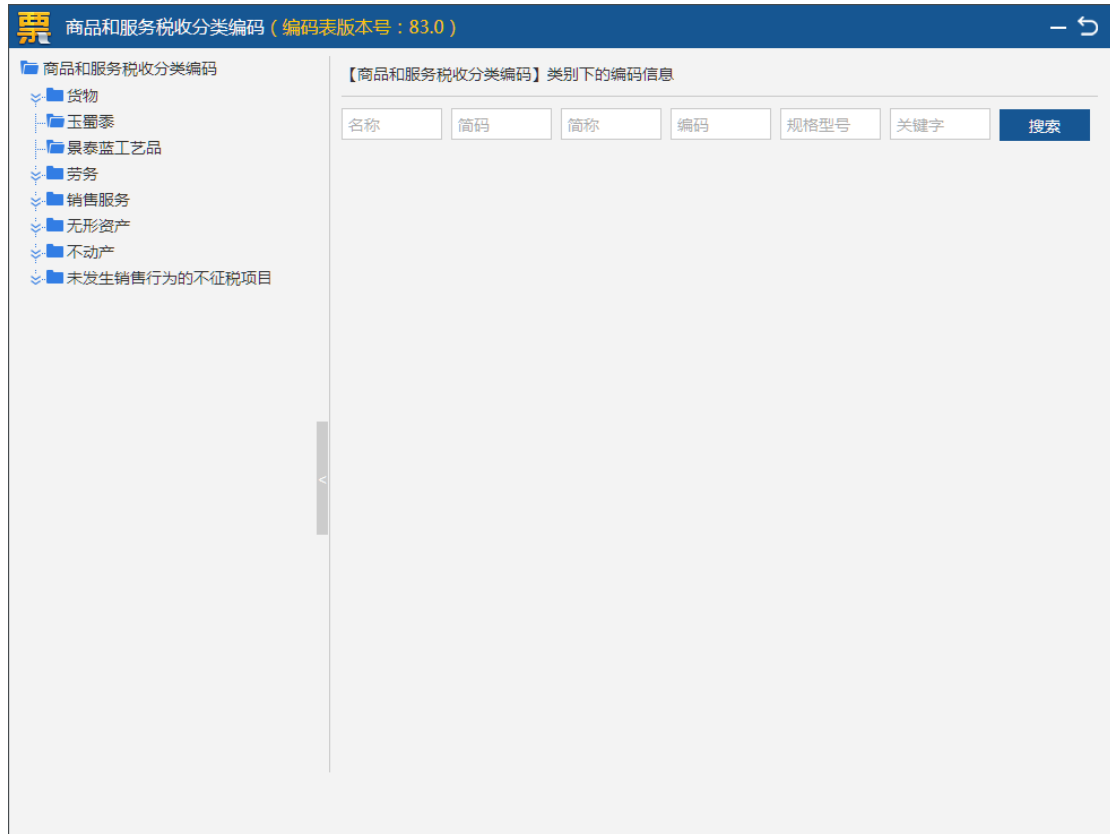 票 商品和服务税收分类编码 ( 编码表版本号：83.0 )
商品和服务税收分类编码
货物
玉蜀黍
景泰蓝工艺品
劳务
销售服务
无形资产
不动产
未发生销售行为的不征税项目
【商品和服务税收分类编码】类别下的编码信息
名称 简码 简称 编码 规格型号 关键字 搜索
<